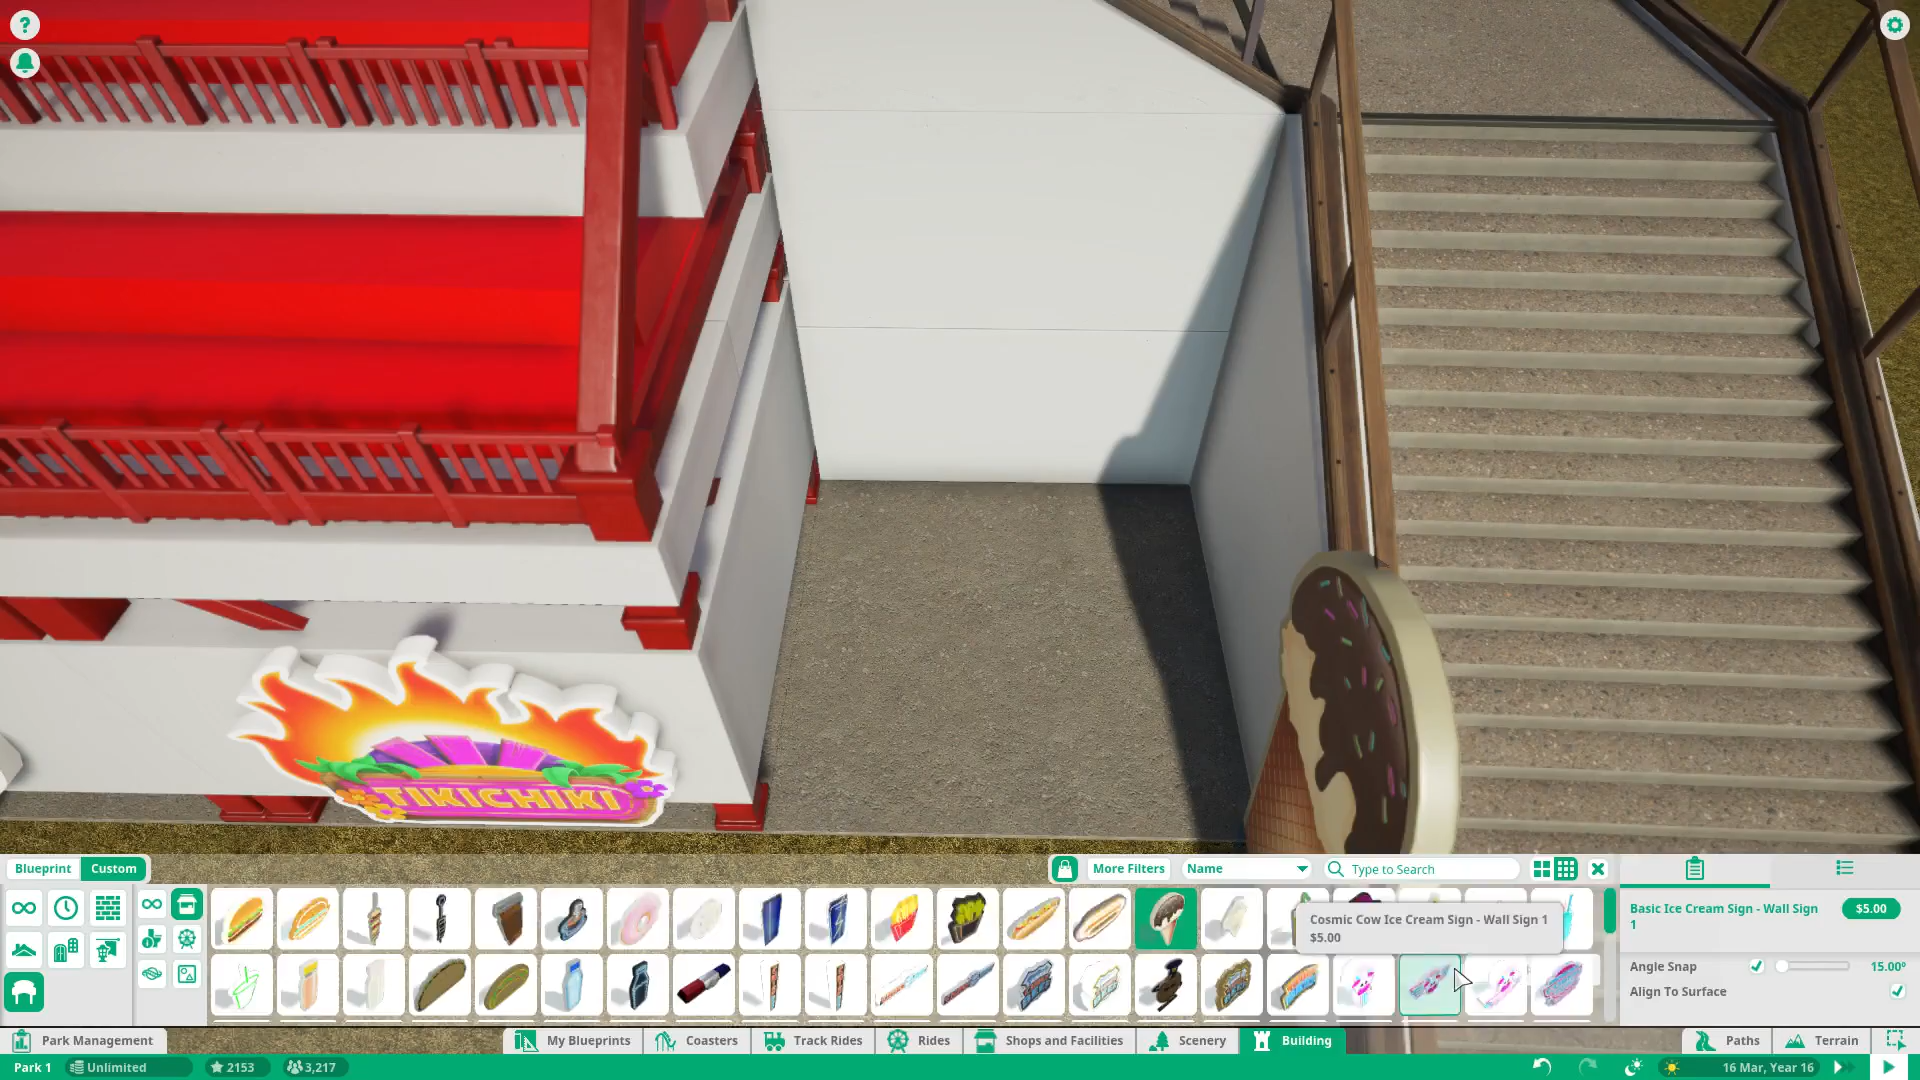 TIKICHIKI
Blueprint
Custom
More Filters
Name
Type to Search
Cosmic Cow Ice Cream Sign - Wall Sign 1
$5.00
Basic Ice Cream Sign - Wall Sign
1
$5.00
Angle Snap
15.00°
Align To Surface
Park Management
My Blueprints
Coasters
Track Rides
Rides
Shops and Facilities
Scenery
Building
Paths
Terrain
Park 1
Unlimited
2153
3,217
16 Mar, Year 16